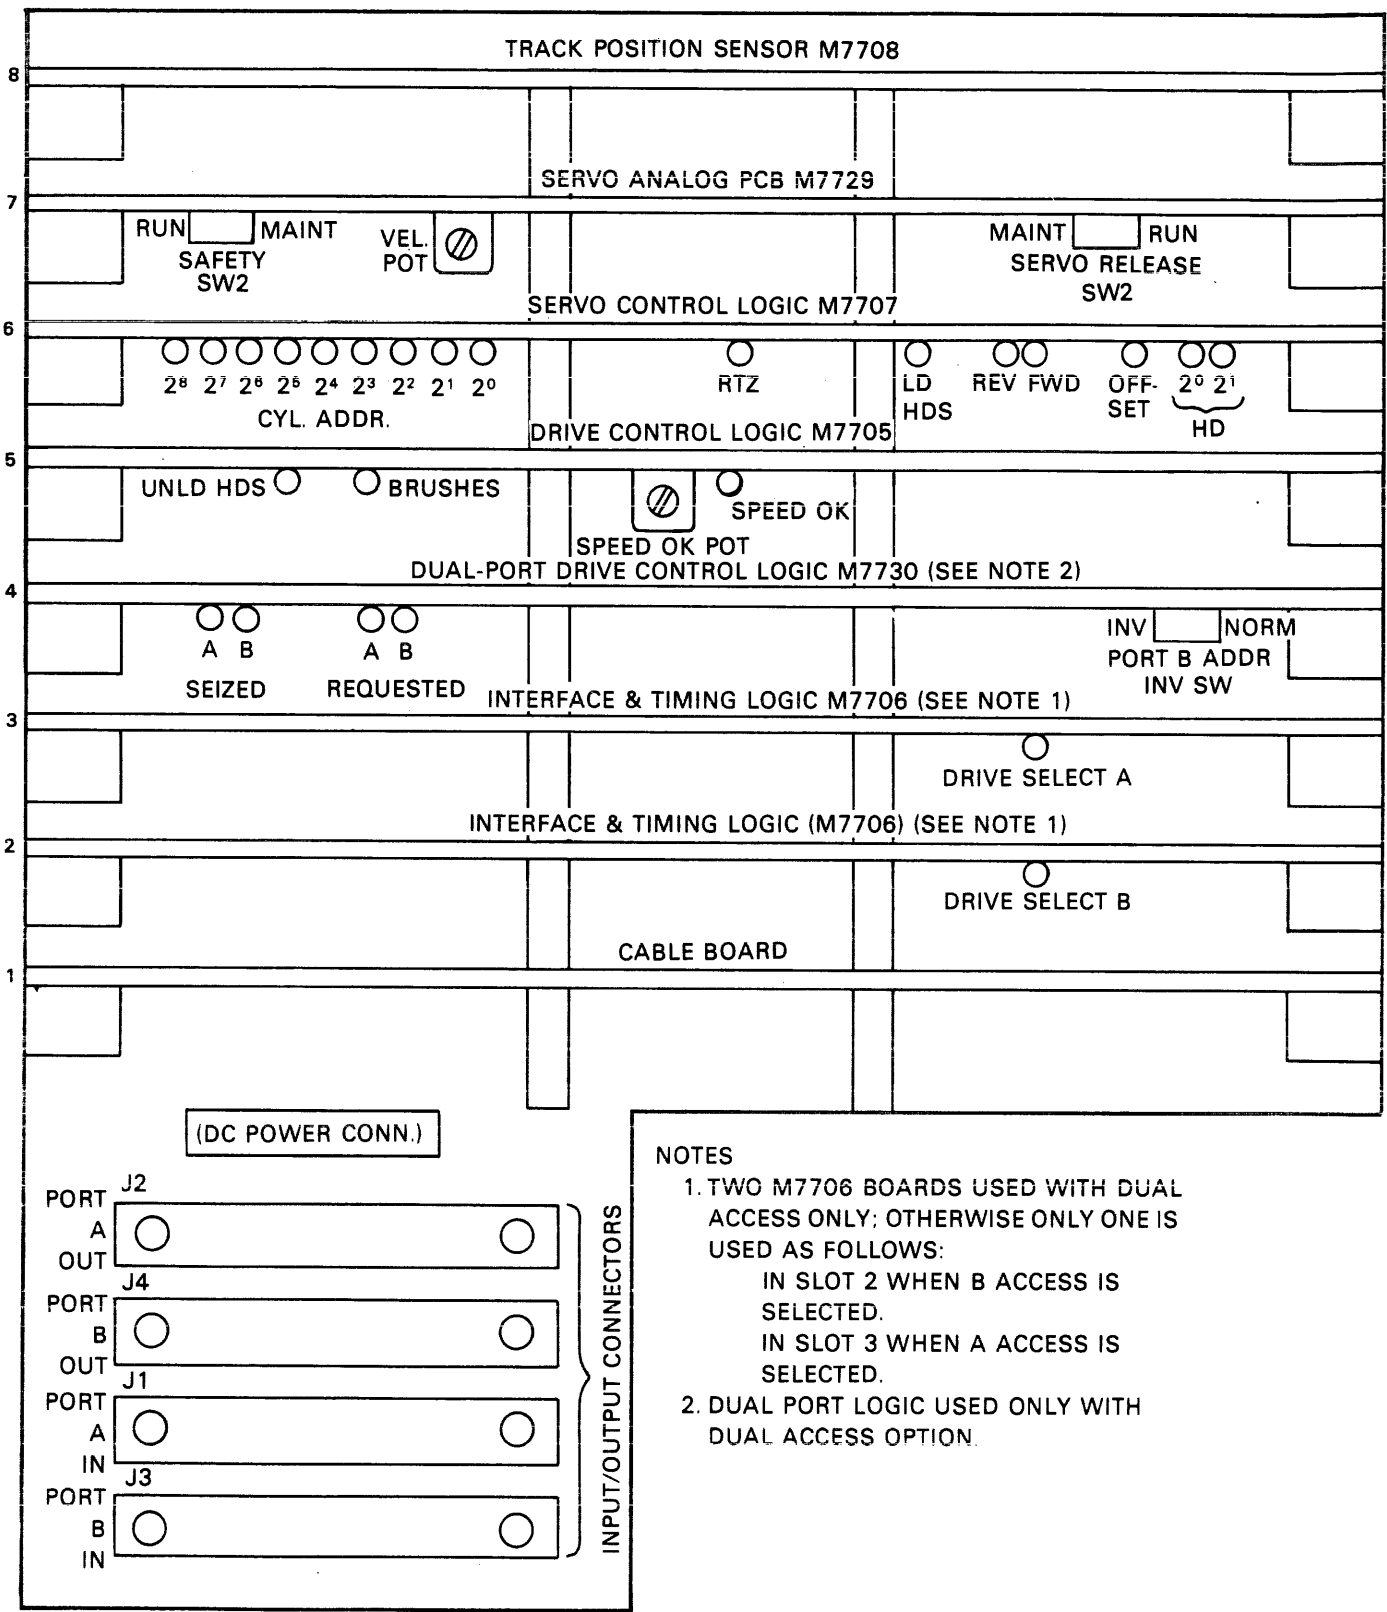 TRACK POSITION SENSOR M7708
8
SERVO ANALOG PCB M7729
7
RUN MAINT
SAFETY
SW2
VEL.
POT
MAINT RUN
SERVO RELEASE
SW2
SERVO CONTROL LOGIC M7707
6
2⁸ 2⁷ 2⁶ 2⁵ 2⁴ 2³ 2² 2¹ 2⁰
CYL. ADDR.
RTZ
LD
HDS
REV FWD
OFF-
SET
2⁰ 2¹
HD
DRIVE CONTROL LOGIC M7705
5
UNLD HDS
BRUSHES
SPEED OK
SPEED OK POT
DUAL-PORT DRIVE CONTROL LOGIC M7730 (SEE NOTE 2)
4
A B
SEIZED
A B
REQUESTED
INV NORM
PORT B ADDR
INV SW
INTERFACE & TIMING LOGIC M7706 (SEE NOTE 1)
3
DRIVE SELECT A
INTERFACE & TIMING LOGIC (M7706) (SEE NOTE 1)
2
DRIVE SELECT B
CABLE BOARD
1
(DC POWER CONN.)
J2
PORT
A
OUT
J4
PORT
B
OUT
J1
PORT
A
IN
J3
PORT
B
IN
INPUT/OUTPUT CONNECTORS
NOTES
1. TWO M7706 BOARDS USED WITH DUAL
ACCESS ONLY; OTHERWISE ONLY ONE IS
USED AS FOLLOWS:
IN SLOT 2 WHEN B ACCESS IS
SELECTED.
IN SLOT 3 WHEN A ACCESS IS
SELECTED.
2. DUAL PORT LOGIC USED ONLY WITH
DUAL ACCESS OPTION.